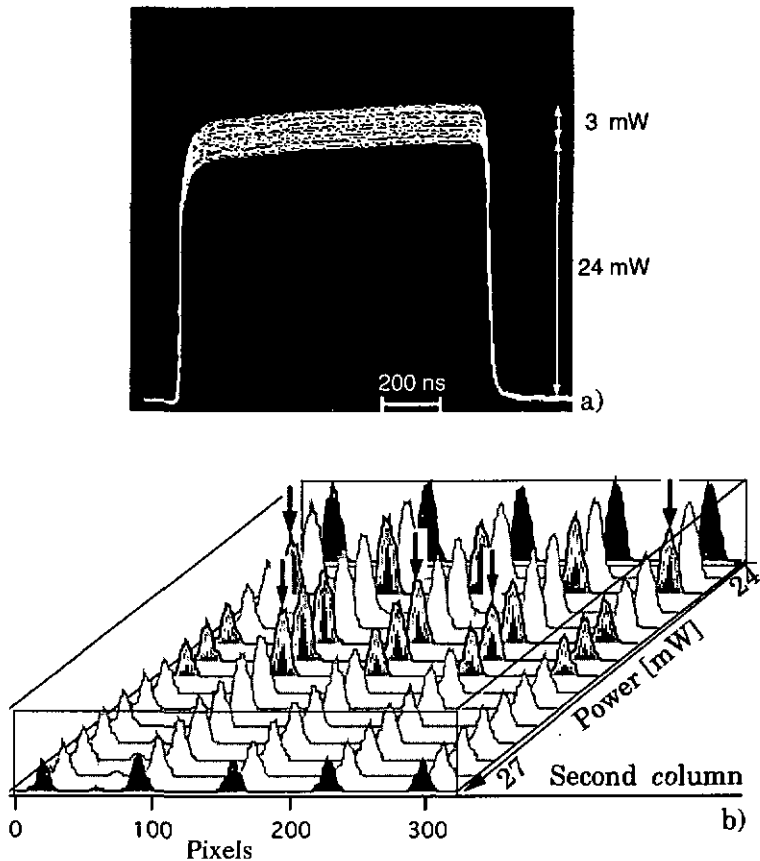 3 mW
24 mW
200 ns
a)
24
Power [mW]
27
Second column
b)
0 100 200 300
Pixels